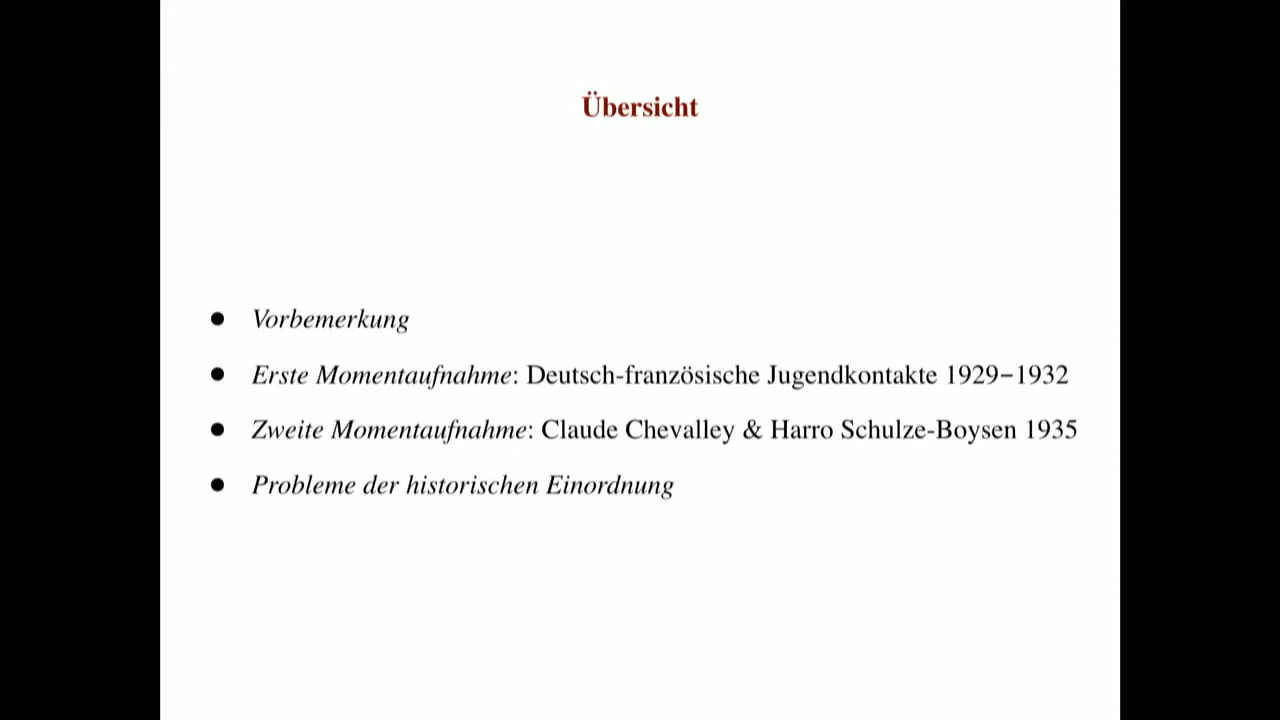 Übersicht
● Vorbemerkung
● Erste Momentaufnahme: Deutsch-französische Jugendkontakte 1929–1932
● Zweite Momentaufnahme: Claude Chevalley & Harro Schulze-Boysen 1935
● Probleme der historischen Einordnung